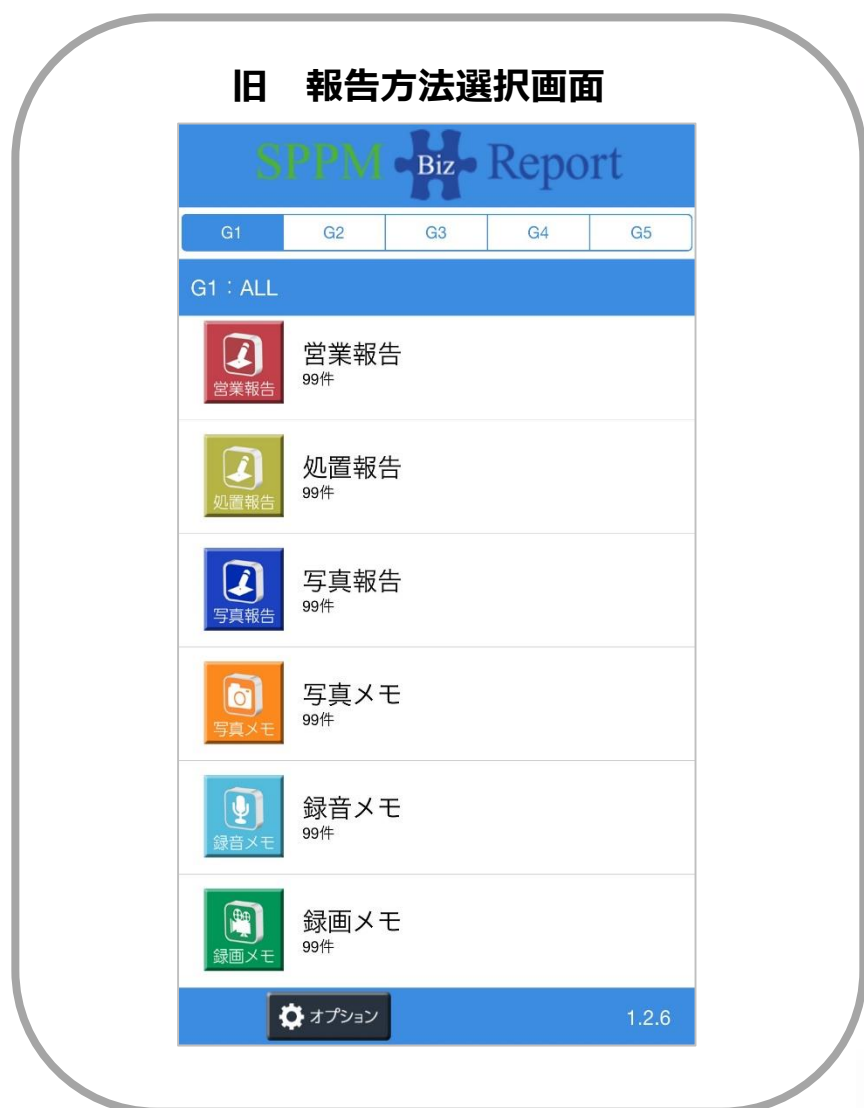 旧　報告方法選択画面
SPPM Biz Report
G1 G2 G3 G4 G5
G1：ALL
営業報告
99件
営業報告
処置報告
99件
処置報告
写真報告
99件
写真報告
写真メモ
99件
写真メモ
録音メモ
99件
録音メモ
録画メモ
99件
録画メモ
オプション 1.2.6